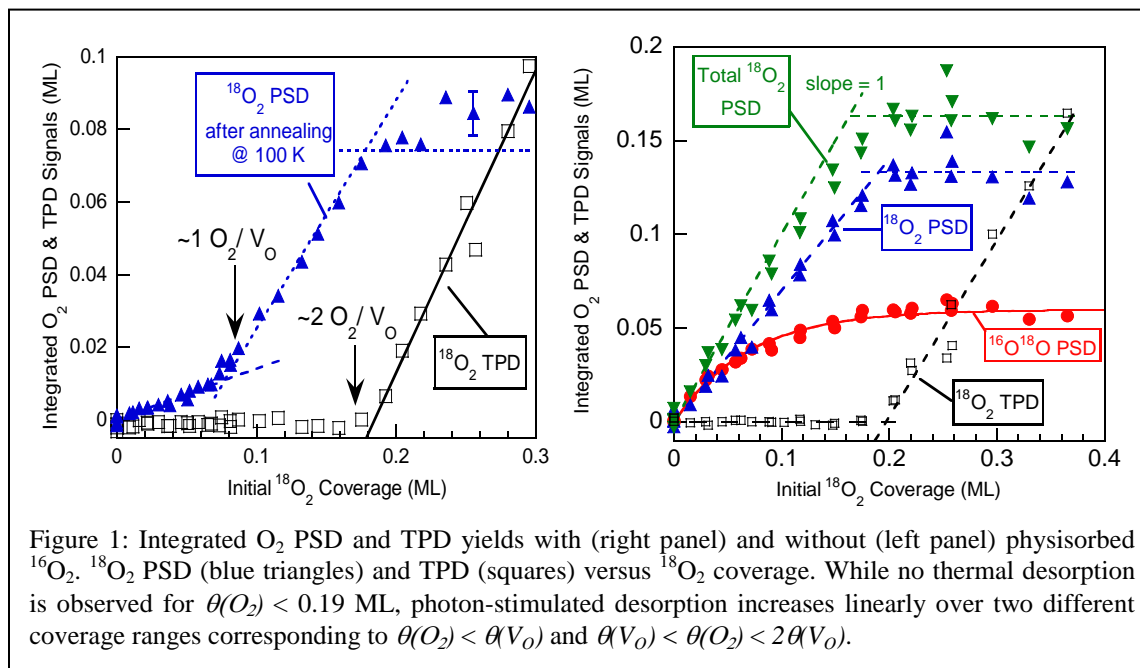 Integrated O₂ PSD & TPD Signals (ML)
0.1
0.08
0.06
0.04
0.02
0
¹⁸O₂ PSD
after annealing
@ 100 K
~1 O₂/ V_O
~2 O₂/ V_O
¹⁸O₂ TPD
0
0.1
0.2
0.3
Initial ¹⁸O₂ Coverage (ML)
Integrated O₂ PSD & TPD Signals (ML)
0.2
0.15
0.1
0.05
0
Total ¹⁸O₂
PSD
slope = 1
¹⁸O₂ PSD
¹⁶O¹⁸O PSD
¹⁸O₂ TPD
0
0.1
0.2
0.3
0.4
Initial ¹⁸O₂ Coverage (ML)
Figure 1: Integrated O₂ PSD and TPD yields with (right panel) and without (left panel) physisorbed
¹⁶O₂. ¹⁸O₂ PSD (blue triangles) and TPD (squares) versus ¹⁸O₂ coverage. While no thermal desorption
is observed for θ(O₂) < 0.19 ML, photon-stimulated desorption increases linearly over two different
coverage ranges corresponding to θ(O₂) < θ(V_O) and θ(V_O) < θ(O₂) < 2θ(V_O).